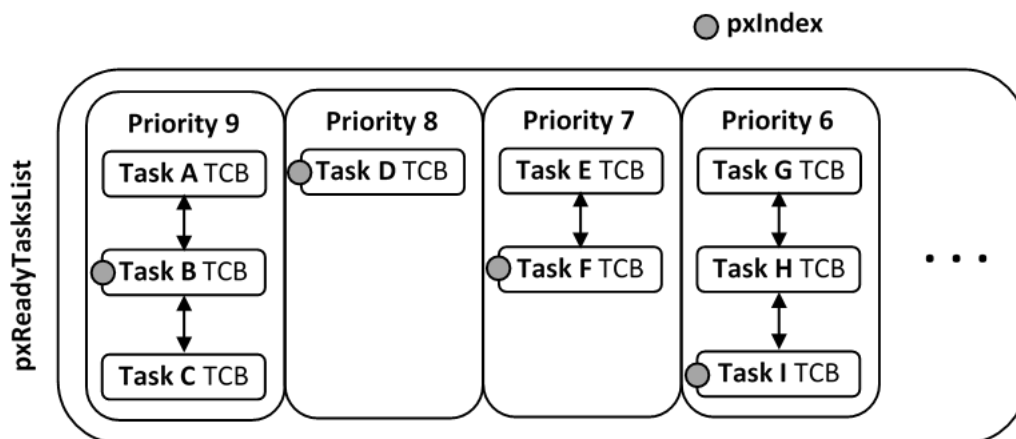 pxIndex
pxReadyTasksList
Priority 9
Task A TCB
Task B TCB
Task C TCB
Priority 8
Task D TCB
Priority 7
Task E TCB
Task F TCB
Priority 6
Task G TCB
Task H TCB
Task I TCB
. . .